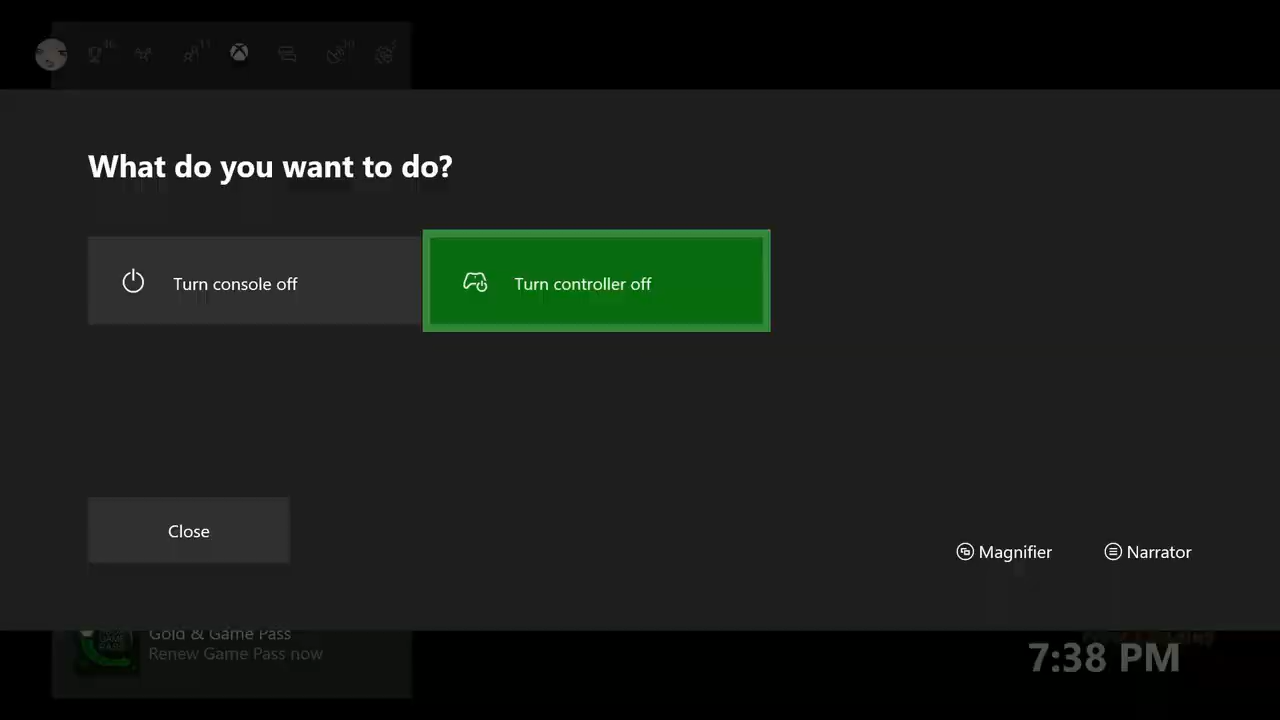 What do you want to do?
Turn console off
Turn controller off
Close
Magnifier
Narrator
Gold & Game Pass
Renew Game Pass now
7:38 PM